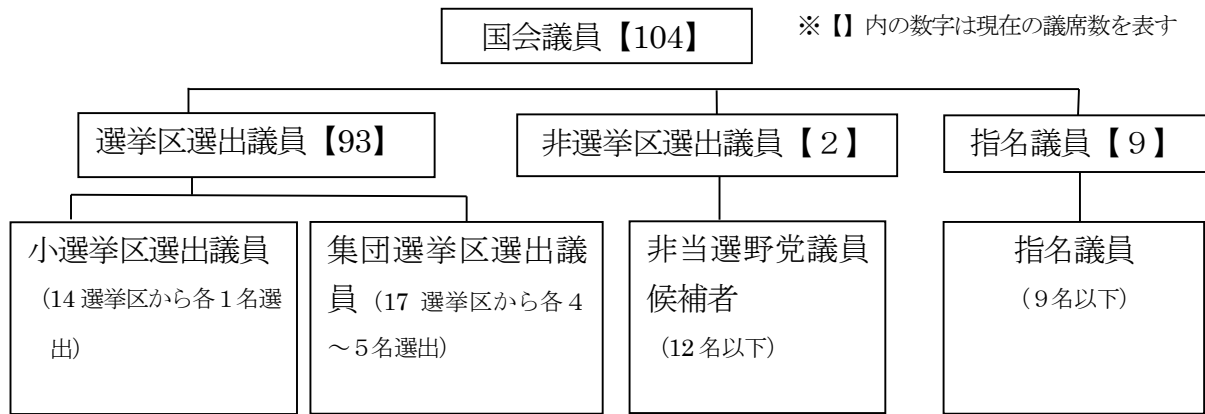 国会議員【104】
※【】内の数字は現在の議席数を表す
選挙区選出議員【93】
非選挙区選出議員【２】
指名議員【９】
小選挙区選出議員
（14 選挙区から各１名選
出）
集団選挙区選出議
員（17 選挙区から各４
～５名選出）
非当選野党議員
候補者
（12 名以下）
指名議員
（９名以下）